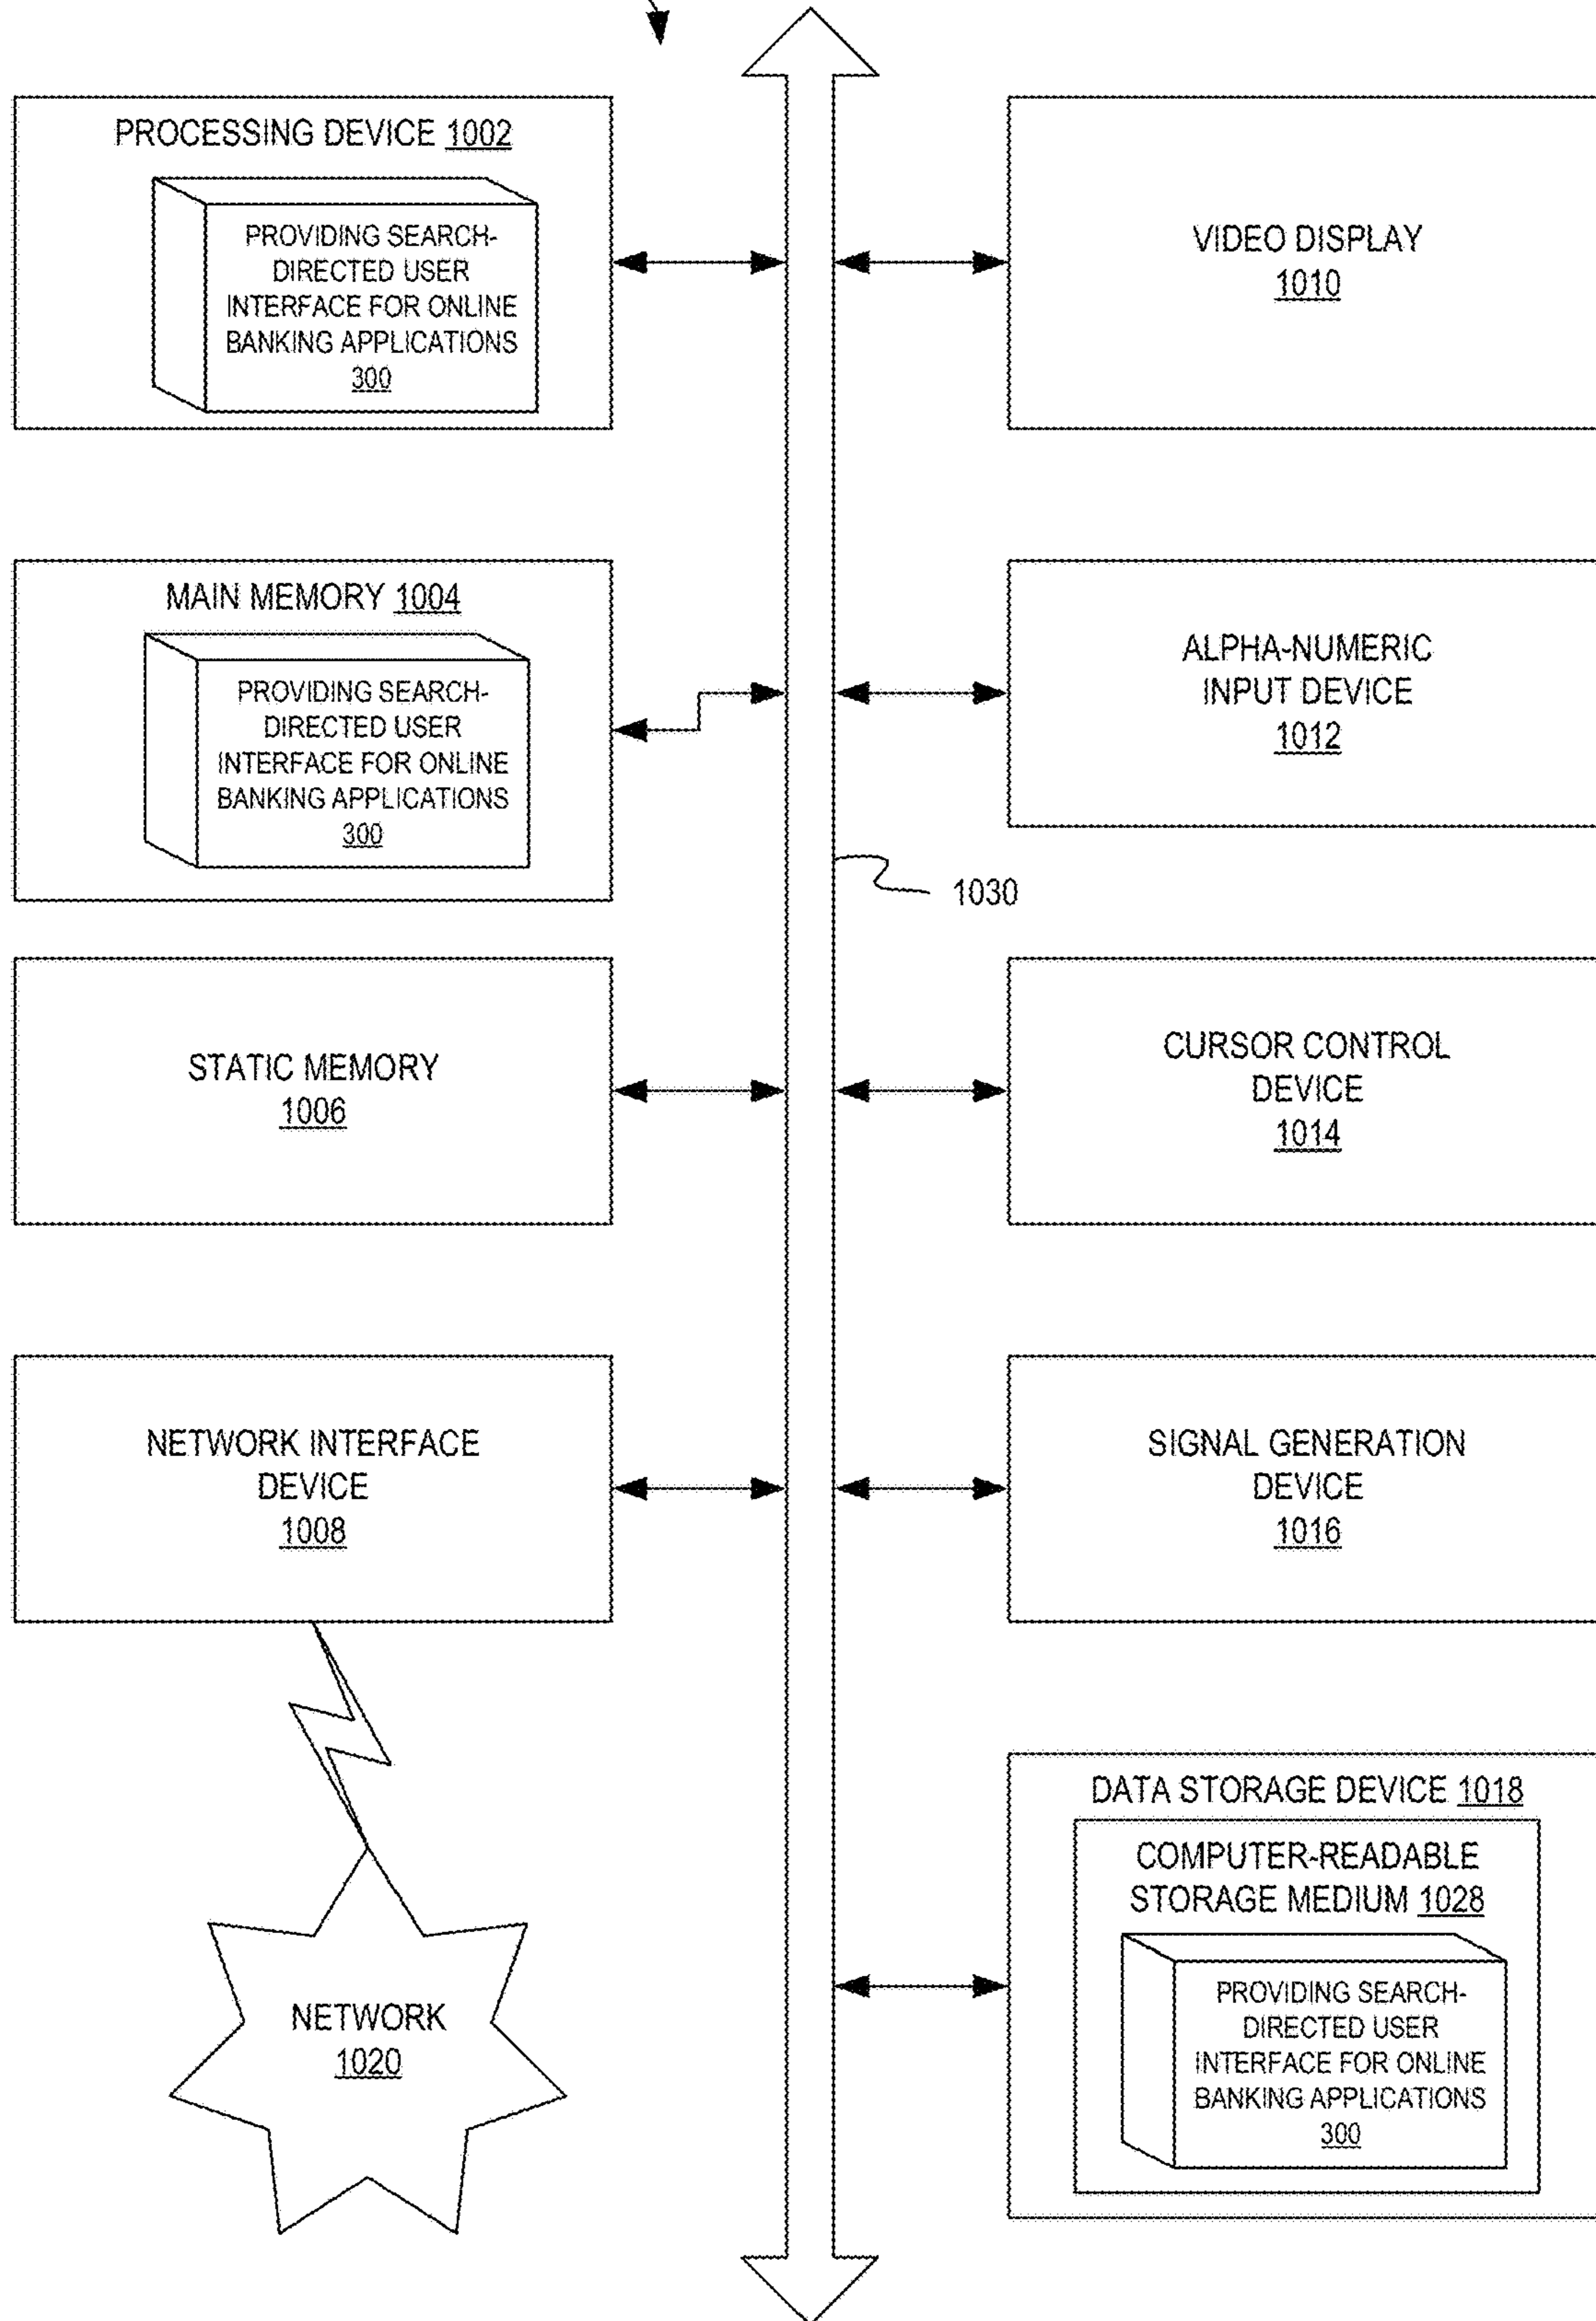 PROCESSING DEVICE 1002
PROVIDING SEARCH-
DIRECTED USER
INTERFACE FOR ONLINE
BANKING APPLICATIONS
300
VIDEO DISPLAY
1010
MAIN MEMORY 1004
PROVIDING SEARCH-
DIRECTED USER
INTERFACE FOR ONLINE
BANKING APPLICATIONS
300
ALPHA-NUMERIC
INPUT DEVICE
1012
1030
STATIC MEMORY
1006
CURSOR CONTROL
DEVICE
1014
NETWORK INTERFACE
DEVICE
1008
SIGNAL GENERATION
DEVICE
1016
NETWORK
1020
DATA STORAGE DEVICE 1018
COMPUTER-READABLE
STORAGE MEDIUM 1028
PROVIDING SEARCH-
DIRECTED USER
INTERFACE FOR ONLINE
BANKING APPLICATIONS
300